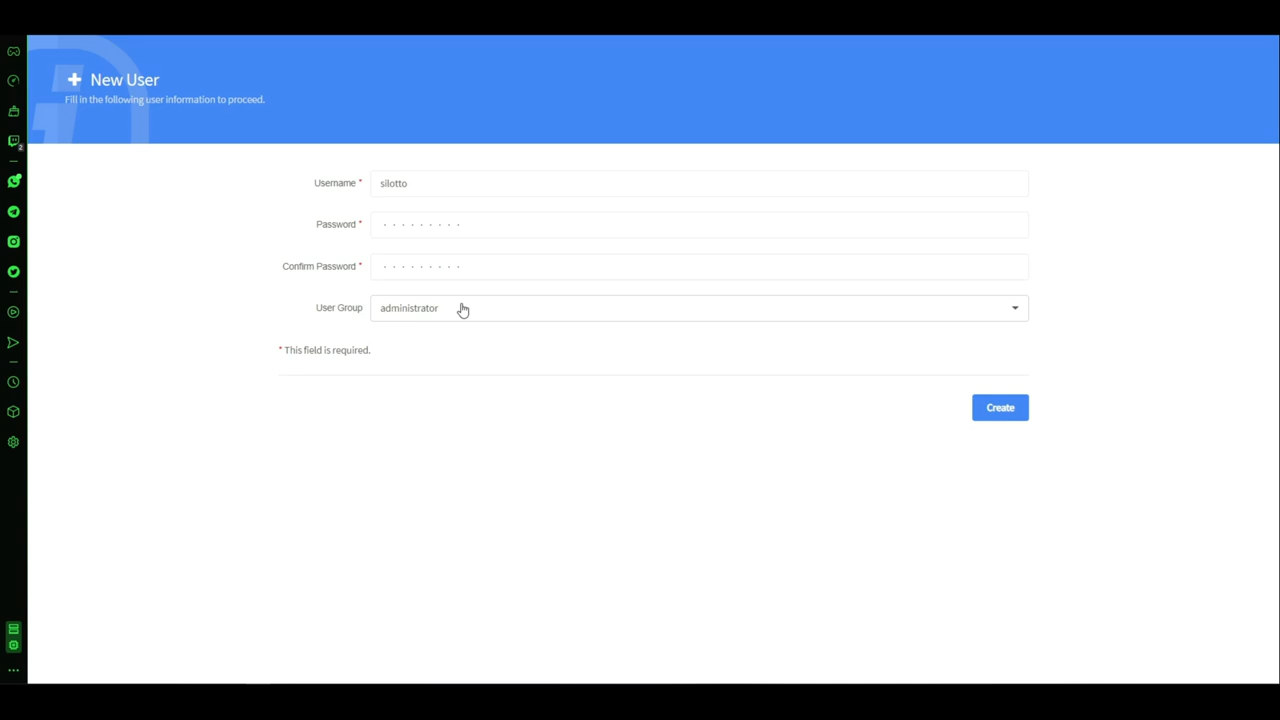 New User
Fill in the following user information to proceed.
Username *
silotto
Password *
Confirm Password *
User Group
administrator
* This field is required.
Create
2